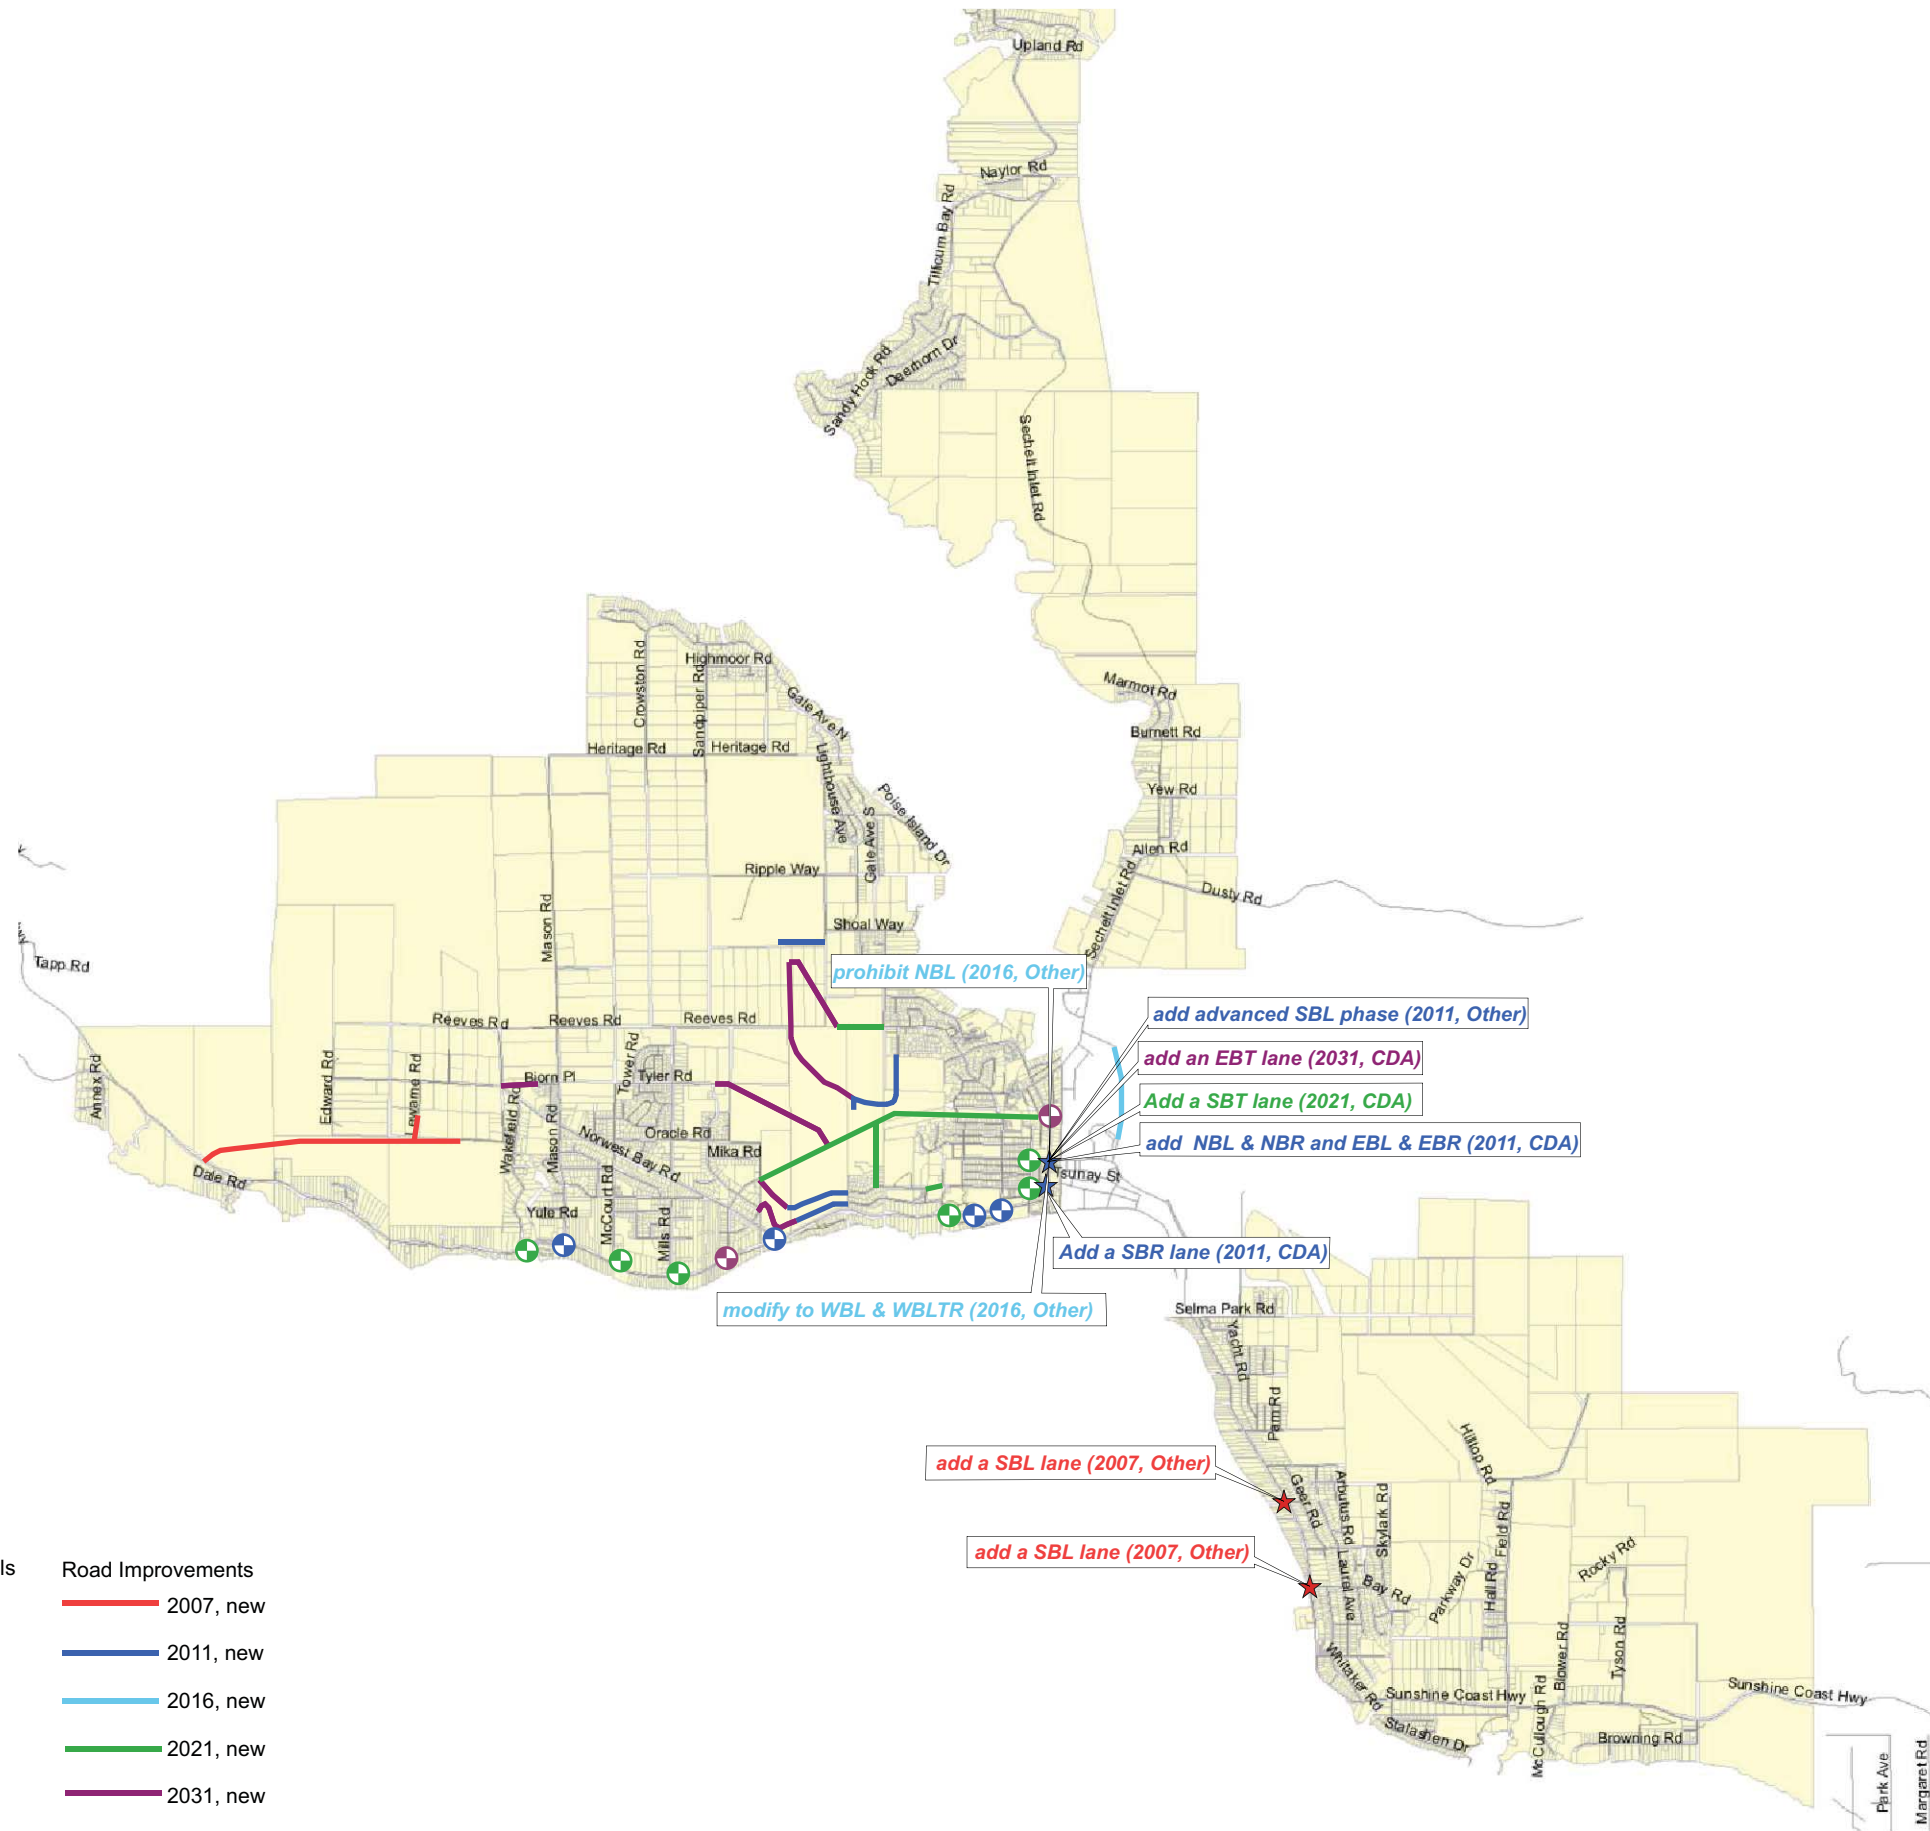 Upland Rd
Naylor Rd
Tillicum Bay Rd
Deerhorn Dr
Sandy Hook Rd
Sechelt Inlet Rd
Highmoor Rd
Crowston Rd
Sandpiper Rd
Gale Ave N
Heritage Rd
Heritage Rd
Lighthouse Ave
Poise Island Dr
Gale Ave S
Ripple Way
Shoal Way
Marmot Rd
Burnett Rd
Yew Rd
Allen Rd
Dusty Rd
Sechelt Inlet Rd
Mason Rd
Tapp Rd
prohibit NBL (2016, Other)
add advanced SBL phase (2011, Other)
add an EBT lane (2031, CDA)
Add a SBT lane (2021, CDA)
add NBL & NBR and EBL & EBR (2011, CDA)
Reeves Rd
Reeves Rd
Reeves Rd
Annex Rd
Edward Rd
Lewame Rd
Bjorn Pl
Tower Rd
Tyler Rd
Wakefield Rd
Mason Rd
Norwest Bay Rd
Oracle Rd
Mika Rd
Dale Rd
Yule Rd
McCourt Rd
Mills Rd
Tsunay St
Add a SBR lane (2011, CDA)
modify to WBL & WBLTR (2016, Other)
Selma Park Rd
Yacht Rd
Pam Rd
add a SBL lane (2007, Other)
add a SBL lane (2007, Other)
Geer Rd
Arbutus Rd
Skylark Rd
Hilltop Rd
Field Rd
Laurel Ave
Bay Rd
Parkway Dr
Hall Rd
Rocky Rd
Whitaker Rd
Blower Rd
Tyson Rd
Sunshine Coast Hwy
Sunshine Coast Hwy
Stalashen Dr
McCullough Rd
Browning Rd
Park Ave
Margaret Rd
ls
Road Improvements
2007, new
2011, new
2016, new
2021, new
2031, new